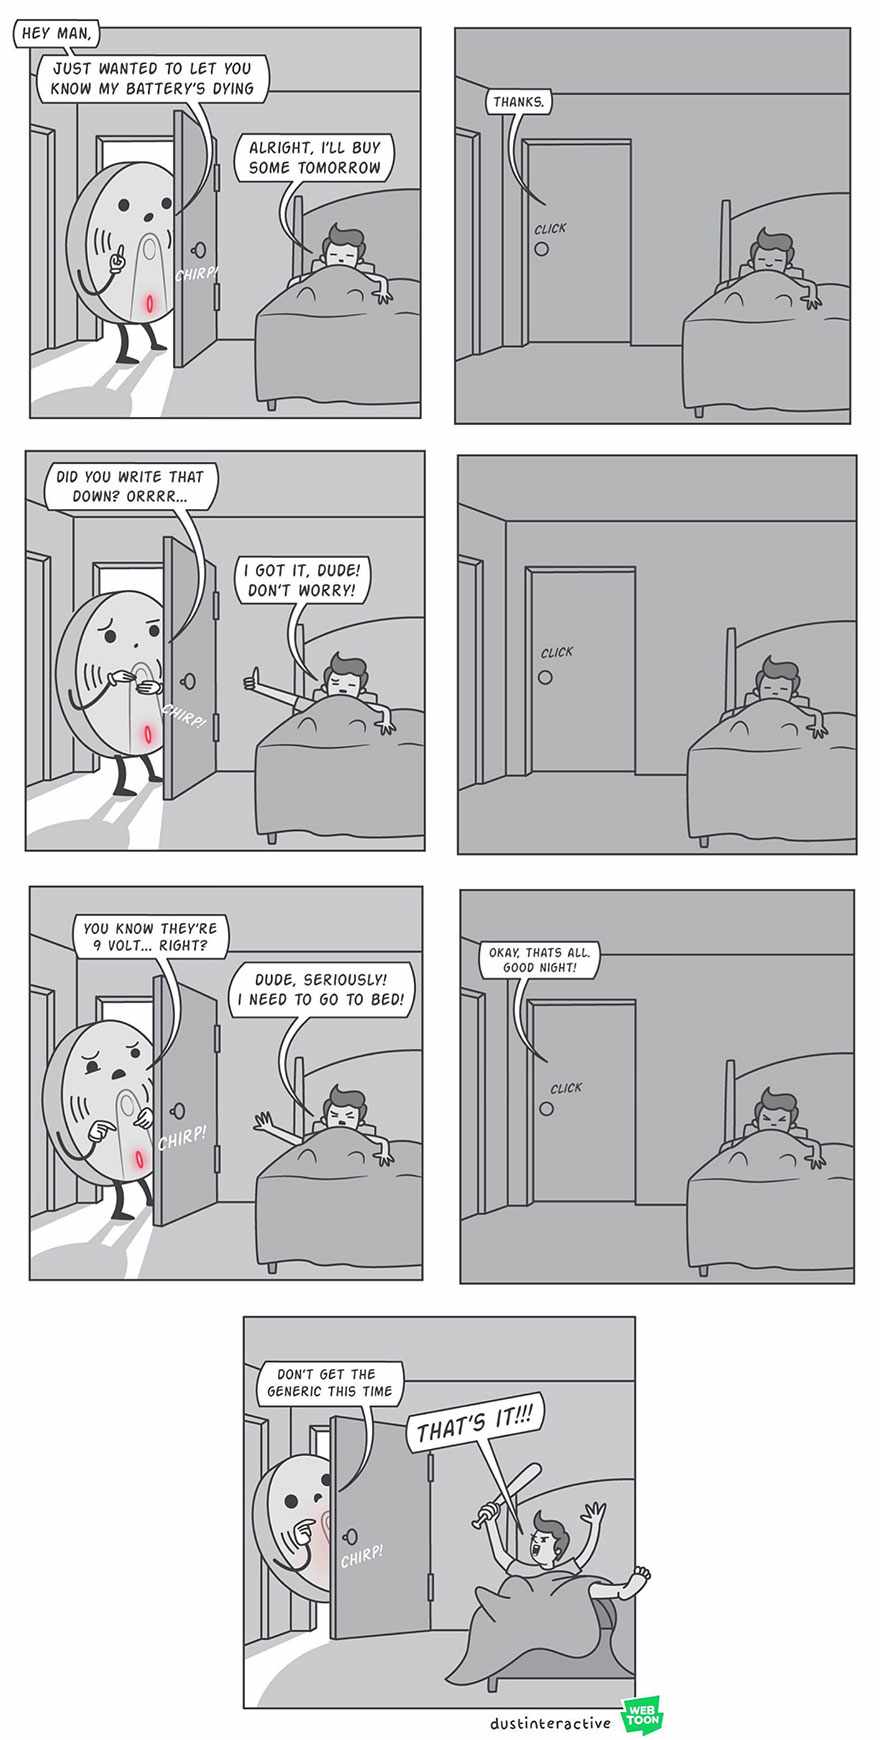 HEY MAN,
JUST WANTED TO LET YOU
KNOW MY BATTERY'S DYING
ALRIGHT, I'LL BUY
SOME TOMORROW
CHIRP!
THANKS.
CLICK
DID YOU WRITE THAT
DOWN? ORRRR...
I GOT IT, DUDE!
DON'T WORRY!
CHIRP!
CLICK
YOU KNOW THEY'RE
9 VOLT... RIGHT?
DUDE, SERIOUSLY!
I NEED TO GO TO BED!
CHIRP!
OKAY, THATS ALL.
GOOD NIGHT!
CLICK
DON'T GET THE
GENERIC THIS TIME
THAT'S IT!!!
CHIRP!
dustinteractive
WEB
TOON